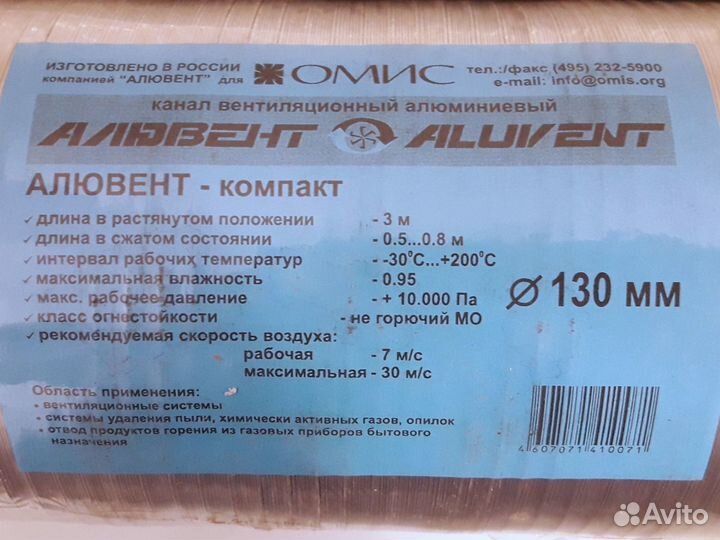 ИЗГОТОВЛЕНО В РОССИИ
компанией "АЛЮВЕНТ" для
ОМИС
тел.:/факс (495) 232-5900
e-mail: info@omis.org
канал вентиляционный алюминиевый
АЛЮВЕНТ ALUVENT
АЛЮВЕНТ - компакт
✓ длина в растянутом положении - 3 м
✓ длина в сжатом состоянии - 0.5...0.8 м
✓ интервал рабочих температур - -30°С...+200°С
✓ максимальная влажность - 0.95
✓ макс. рабочее давление - + 10.000 Па
✓ класс огнестойкости - не горючий МО
✓ рекомендуемая скорость воздуха:
рабочая - 7 м/с
максимальная - 30 м/с
⌀ 130 мм
Область применения:
• вентиляционные системы
• системы удаления пыли, химически активных газов, опилок
• отвод продуктов горения из газовых приборов бытового
назначения
4 607071 410071
Avito